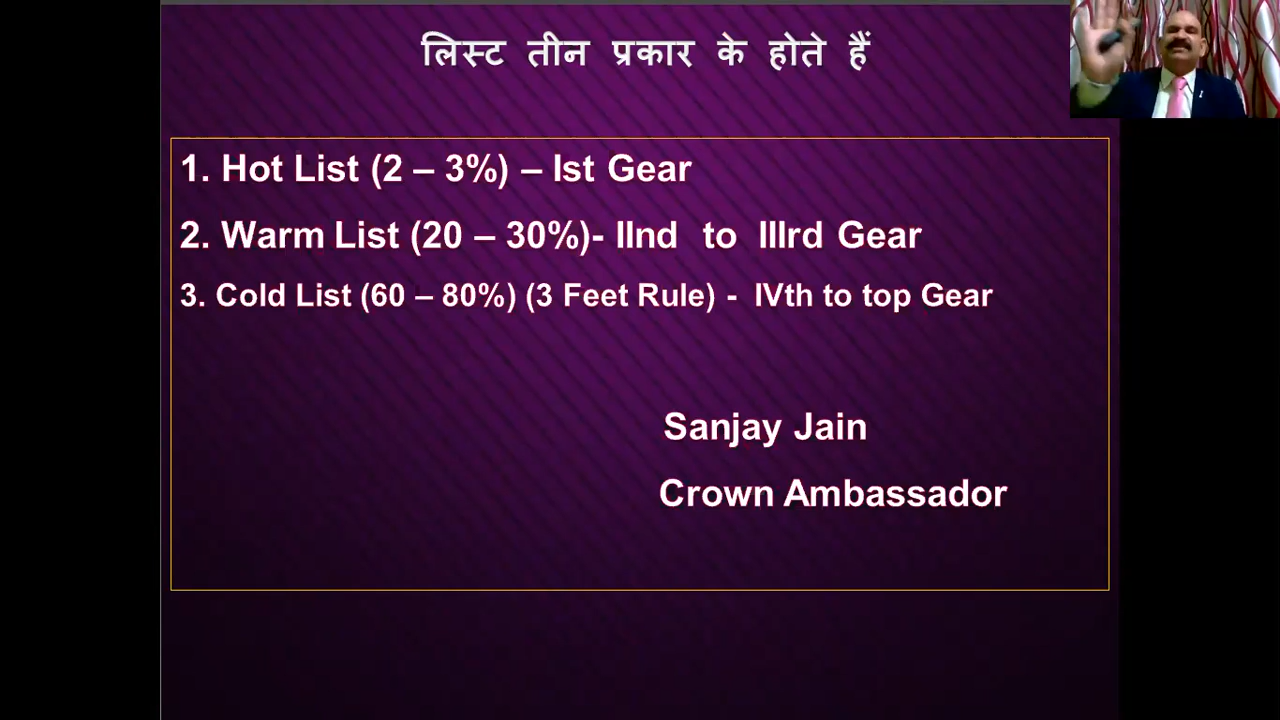 लिस्ट तीन प्रकार के होते हैं
1. Hot List (2 – 3%) – Ist Gear
2. Warm List (20 – 30%)- IInd to IIIrd Gear
3. Cold List (60 – 80%) (3 Feet Rule) - IVth to top Gear
Sanjay Jain
Crown Ambassador